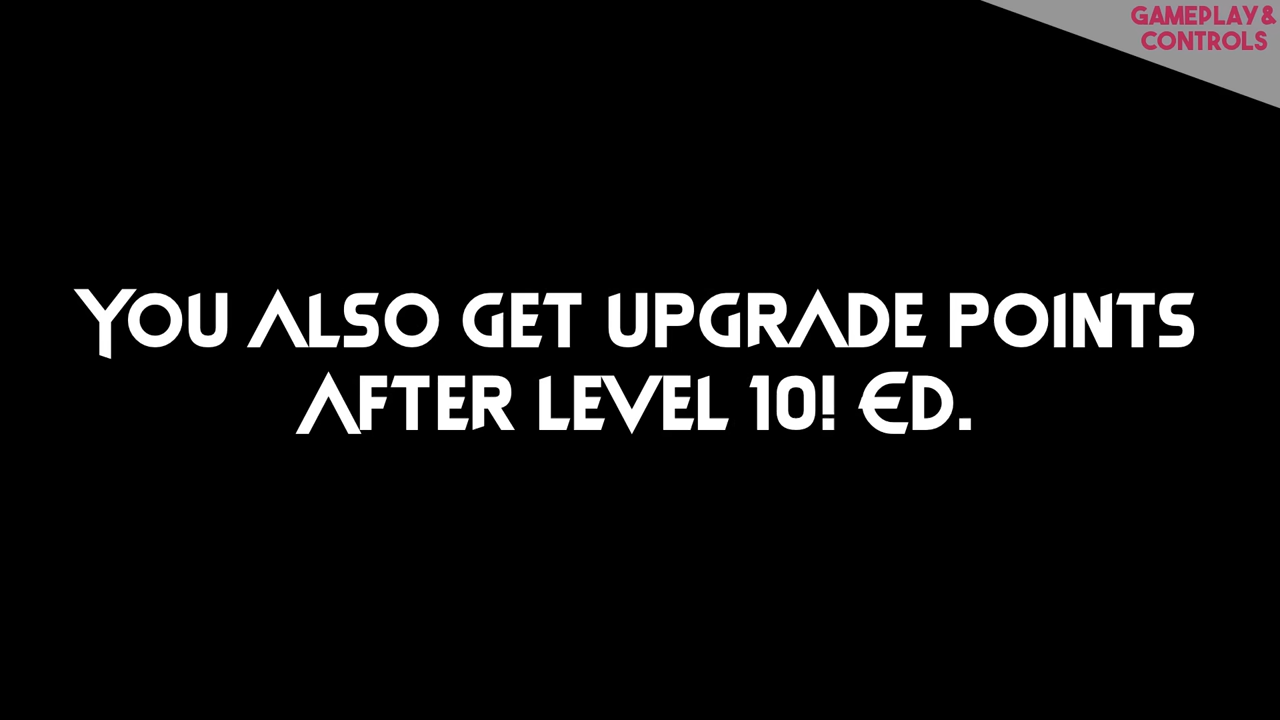 GAMEPLAY &
CONTROLS
YOU ALSO GET UPGRADE POINTS
AFTER LEVEL 10! ED.